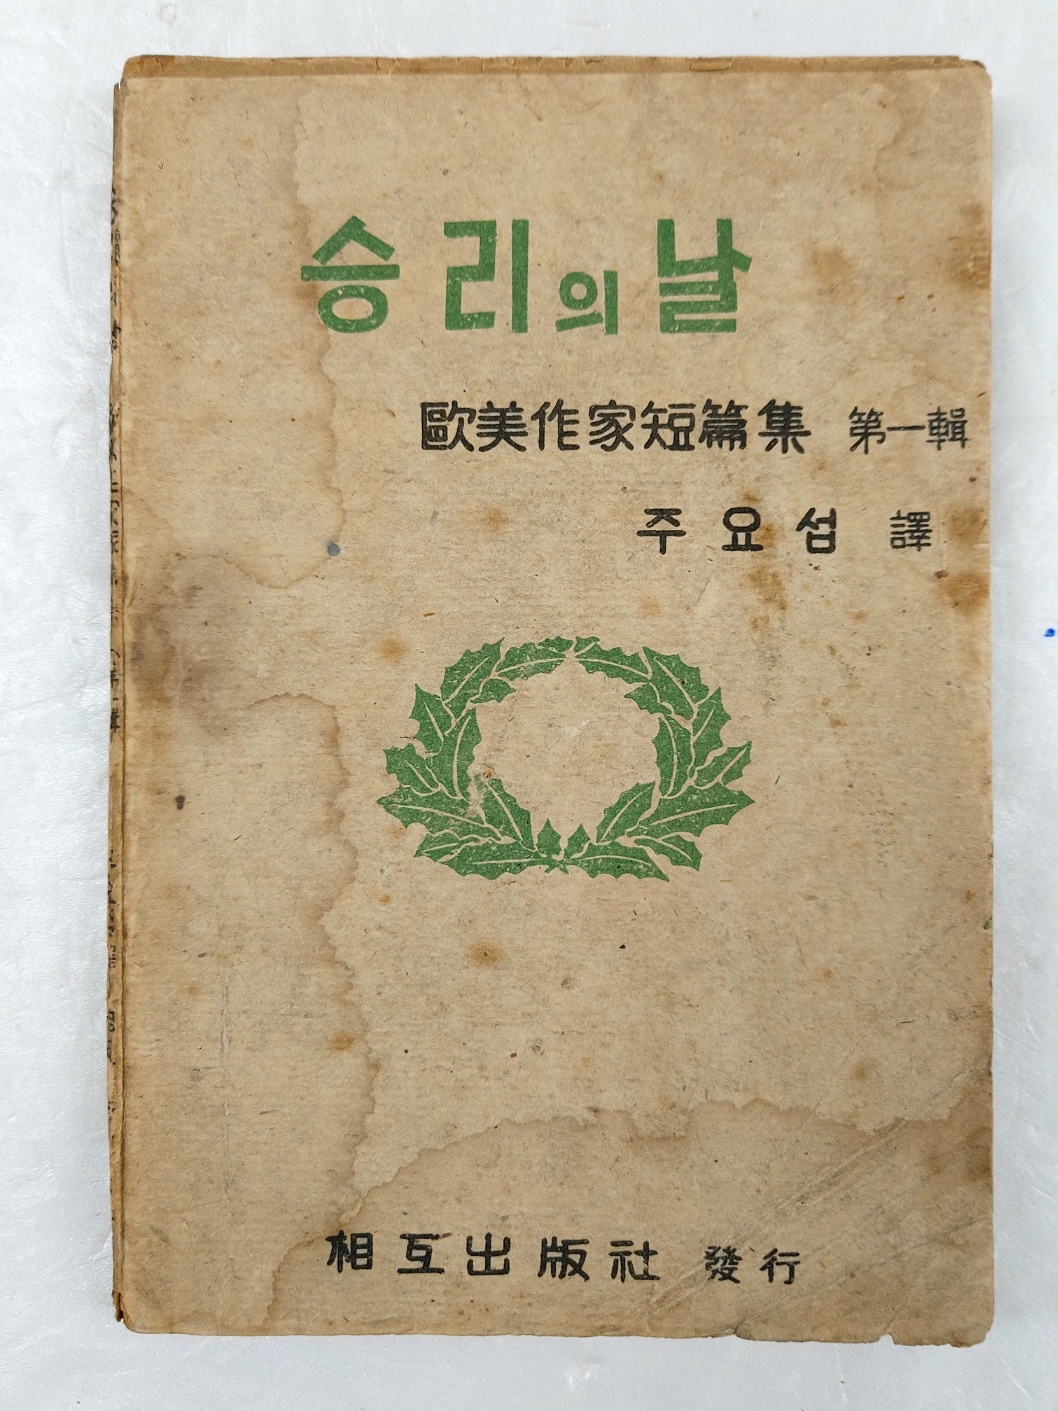 승리의날
歐美作家短篇集 第一輯
주요섭 譯
相互出版社 發行